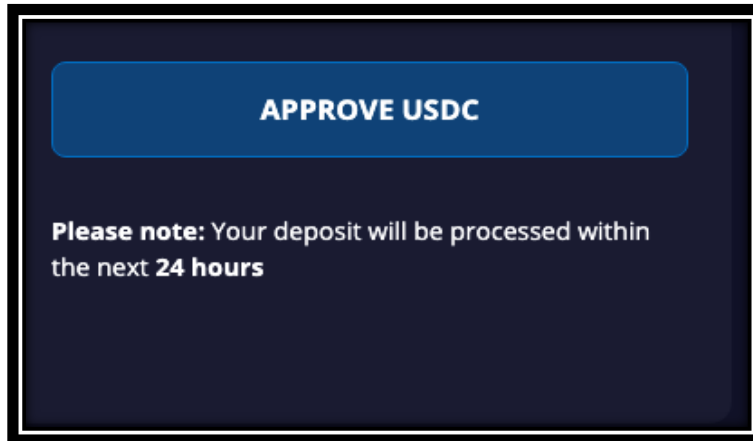 APPROVE USDC
Please note: Your deposit will be processed within
the next 24 hours